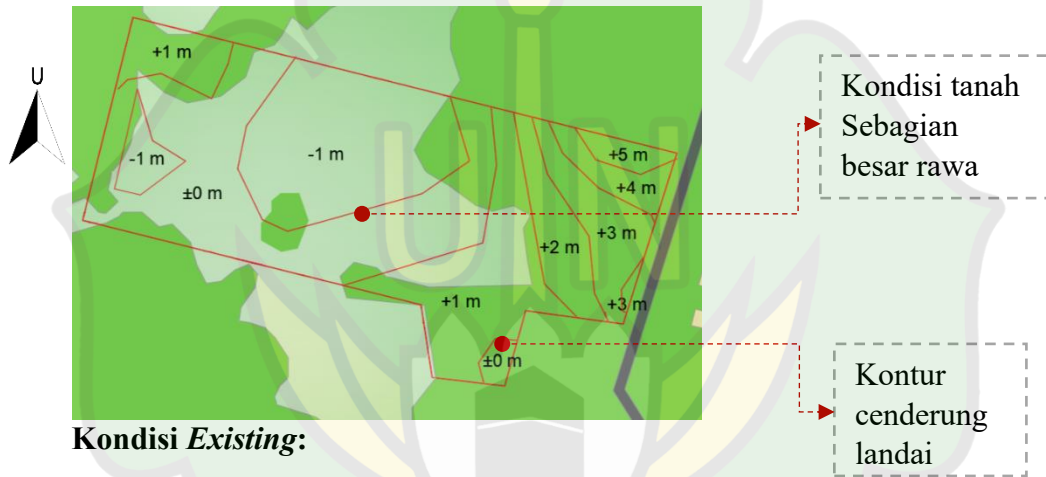 U
+1 m
-1 m
±0 m
-1 m
+5 m
+4 m
+3 m
+2 m
+3 m
+1 m
±0 m
Kondisi tanah
Sebagian
besar rawa
Kontur
cenderung
landai
Kondisi Existing:
UIN